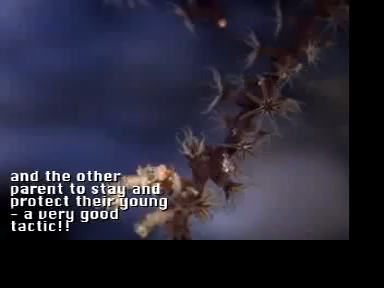 and the other
parent to stay and
protect their young
- a very good
tactic!!